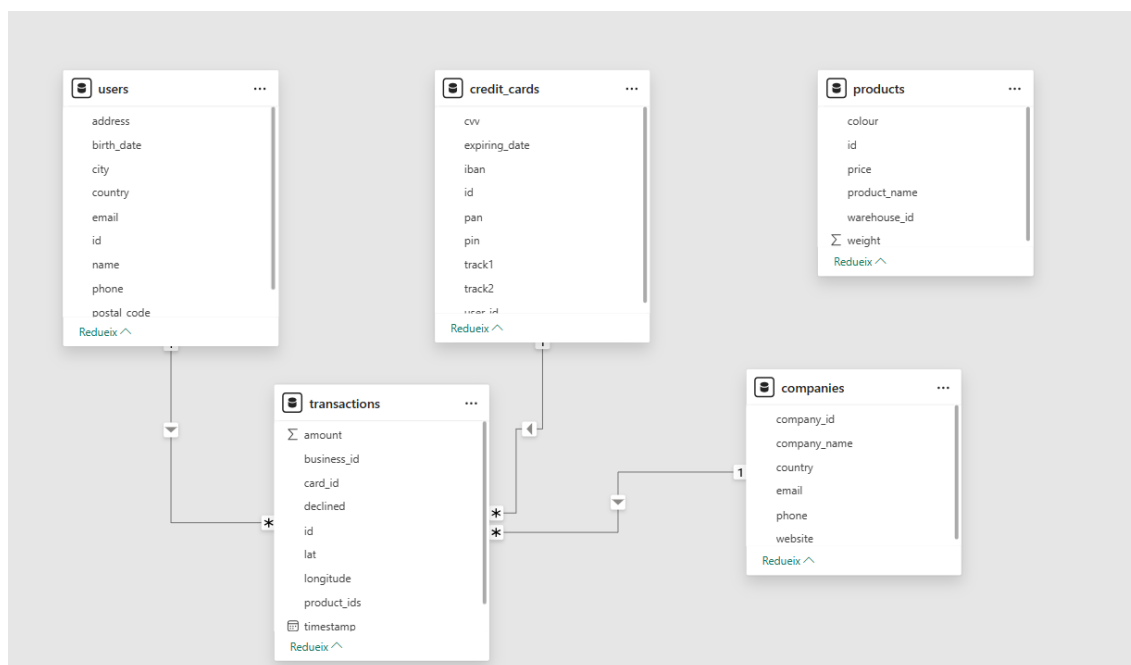 users
address
birth_date
city
country
email
id
name
phone
postal_code
Redueix
credit_cards
cvv
expiring_date
iban
id
pan
pin
track1
track2
user_id
Redueix
products
colour
id
price
product_name
warehouse_id
Σ weight
Redueix
transactions
Σ amount
business_id
card_id
declined
id
lat
longitude
product_ids
timestamp
Redueix
companies
company_id
company_name
country
email
phone
website
Redueix
1
*
*
*